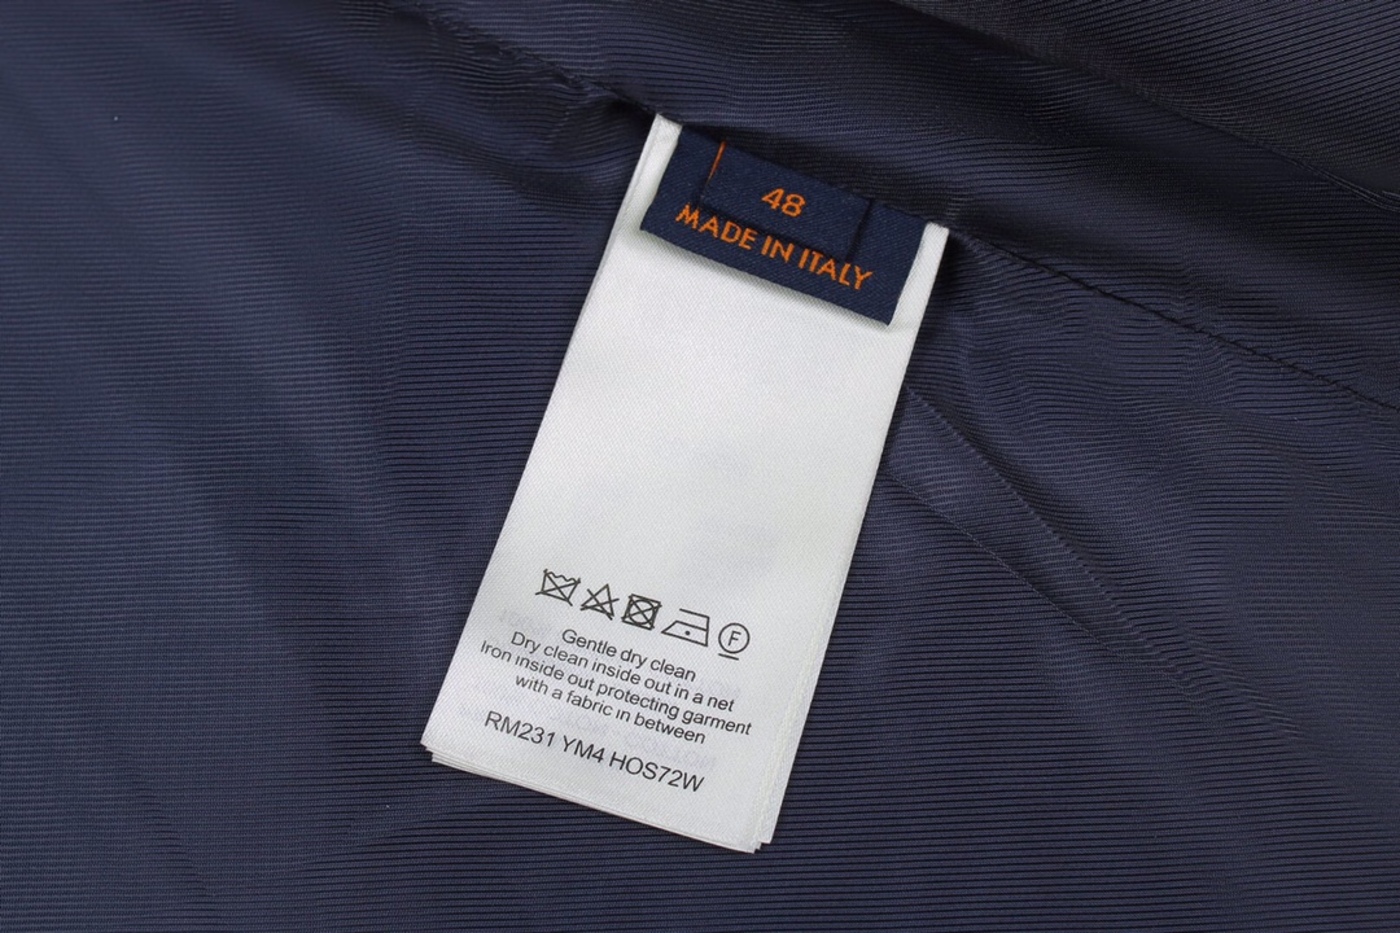 48
MADE IN ITALY
F
Gentle dry clean
Dry clean inside out in a net
Iron inside out protecting garment
with a fabric in between
RM231 YM4 HOS72W